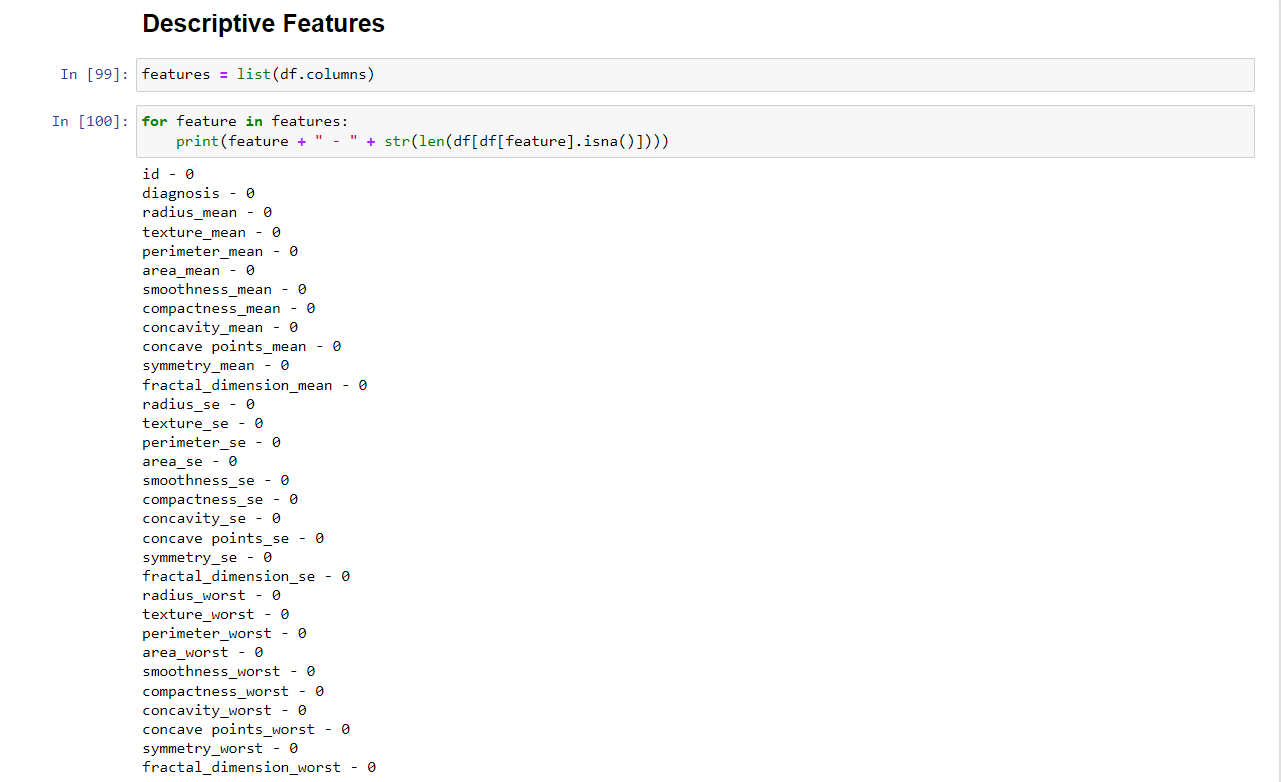 Descriptive Features
In [99]: features = list(df.columns)
In [100]: for feature in features:
    print(feature + " - " + str(len(df[df[feature].isna()])))
id - 0
diagnosis - 0
radius_mean - 0
texture_mean - 0
perimeter_mean - 0
area_mean - 0
smoothness_mean - 0
compactness_mean - 0
concavity_mean - 0
concave points_mean - 0
symmetry_mean - 0
fractal_dimension_mean - 0
radius_se - 0
texture_se - 0
perimeter_se - 0
area_se - 0
smoothness_se - 0
compactness_se - 0
concavity_se - 0
concave points_se - 0
symmetry_se - 0
fractal_dimension_se - 0
radius_worst - 0
texture_worst - 0
perimeter_worst - 0
area_worst - 0
smoothness_worst - 0
compactness_worst - 0
concavity_worst - 0
concave points_worst - 0
symmetry_worst - 0
fractal_dimension_worst - 0